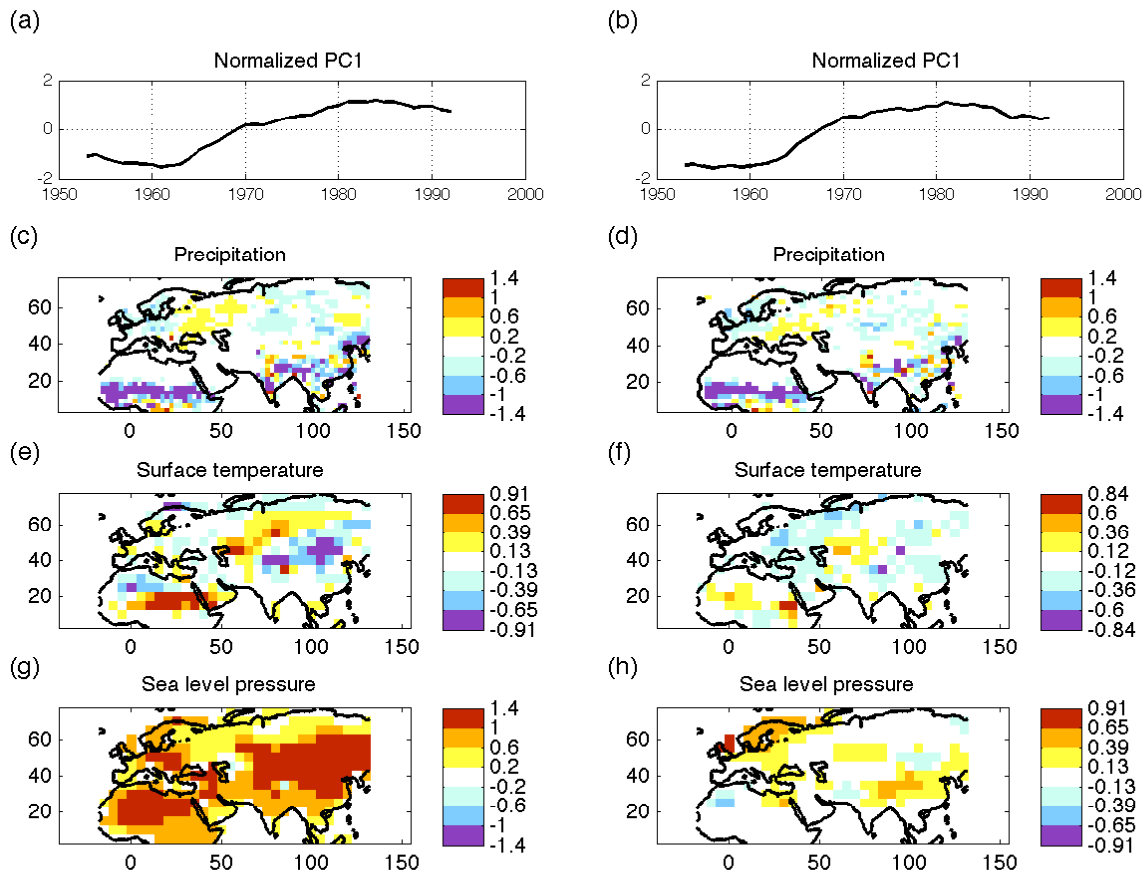 (a) (b)
Normalized PC1 Normalized PC1
2 2
0 0
-2 -2
1950 1960 1970 1980 1990 2000 1950 1960 1970 1980 1990 2000
(c) (d)
Precipitation Precipitation
60 40 20 1.4 1 0.6 0.2 -0.2 -0.6 -1 -1.4 60 40 20 1.4 1 0.6 0.2 -0.2 -0.6 -1 -1.4
0 50 100 150 0 50 100 150
(e) (f)
Surface temperature Surface temperature
60 40 20 0.91 0.65 0.39 0.13 -0.13 -0.39 -0.65 -0.91 60 40 20 0.84 0.6 0.36 0.12 -0.12 -0.36 -0.6 -0.84
0 50 100 150 0 50 100 150
(g) (h)
Sea level pressure Sea level pressure
60 40 20 1.4 1 0.6 0.2 -0.2 -0.6 -1 -1.4 60 40 20 0.91 0.65 0.39 0.13 -0.13 -0.39 -0.65 -0.91
0 50 100 150 0 50 100 150